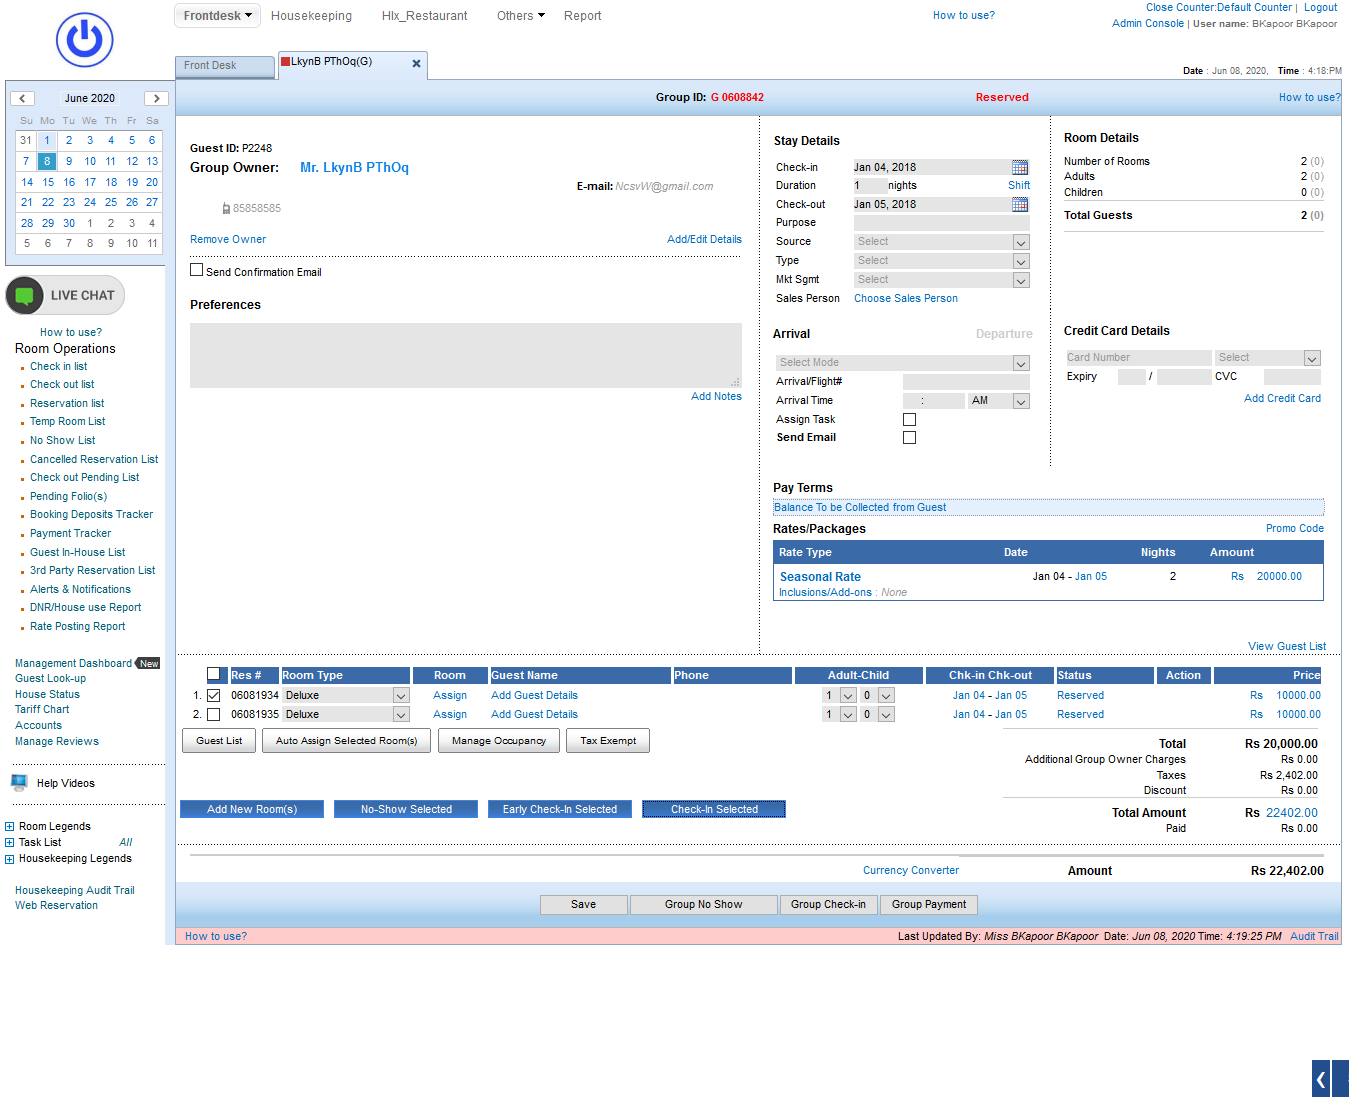 Frontdesk
Housekeeping
Hlx_Restaurant
Others
Report
How to use?
Close Counter:Default Counter | Logout
Admin Console | User name: BKapoor BKapoor
Front Desk
LkynB PThOq(G)
Date : Jun 08, 2020, Time : 4:18:PM
June 2020
Su Mo Tu We Th Fr Sa
31 1 2 3 4 5 6
7 8 9 10 11 12 13
14 15 16 17 18 19 20
21 22 23 24 25 26 27
28 29 30 1 2 3 4
5 6 7 8 9 10 11
LIVE CHAT
How to use?
Room Operations
Check in list
Check out list
Reservation list
Temp Room List
No Show List
Cancelled Reservation List
Check out Pending List
Pending Folio(s)
Booking Deposits Tracker
Payment Tracker
Guest In-House List
3rd Party Reservation List
Alerts & Notifications
DNR/House use Report
Rate Posting Report
Management Dashboard New
Guest Look-up
House Status
Tariff Chart
Accounts
Manage Reviews
Help Videos
Room Legends
Task List All
Housekeeping Legends
Housekeeping Audit Trail
Web Reservation
Group ID: G 0608842
Reserved
How to use?
Guest ID: P2248
Group Owner: Mr. LkynB PThOq
E-mail: NcsvW@gmail.com
85858585
Remove Owner
Add/Edit Details
Send Confirmation Email
Preferences
Add Notes
Stay Details
Check-in Jan 04, 2018
Duration 1 nights Shift
Check-out Jan 05, 2018
Purpose
Source Select
Type Select
Mkt Sgmt Select
Sales Person Choose Sales Person
Arrival Departure
Select Mode
Arrival/Flight#
Arrival Time : AM
Assign Task
Send Email
Room Details
Number of Rooms 2 (0)
Adults 2 (0)
Children 0 (0)
Total Guests 2 (0)
Credit Card Details
Card Number Select
Expiry / CVC
Add Credit Card
Pay Terms
Balance To be Collected from Guest
Rates/Packages Promo Code
Rate Type Date Nights Amount
Seasonal Rate Jan 04 - Jan 05 2 Rs 20000.00
Inclusions/Add-ons : None
View Guest List
Res # Room Type Room Guest Name Phone Adult-Child Chk-in Chk-out Status Action Price
1. 06081934 Deluxe Assign Add Guest Details 1 0 Jan 04 - Jan 05 Reserved Rs 10000.00
2. 06081935 Deluxe Assign Add Guest Details 1 0 Jan 04 - Jan 05 Reserved Rs 10000.00
Guest List
Auto Assign Selected Room(s)
Manage Occupancy
Tax Exempt
Total Rs 20,000.00
Additional Group Owner Charges Rs 0.00
Taxes Rs 2,402.00
Discount Rs 0.00
Add New Room(s)
No-Show Selected
Early Check-In Selected
Check-In Selected
Total Amount Rs 22402.00
Paid Rs 0.00
Currency Converter
Amount Rs 22,402.00
Save
Group No Show
Group Check-in
Group Payment
How to use?
Last Updated By: Miss BKapoor BKapoor Date: Jun 08, 2020 Time: 4:19:25 PM Audit Trail